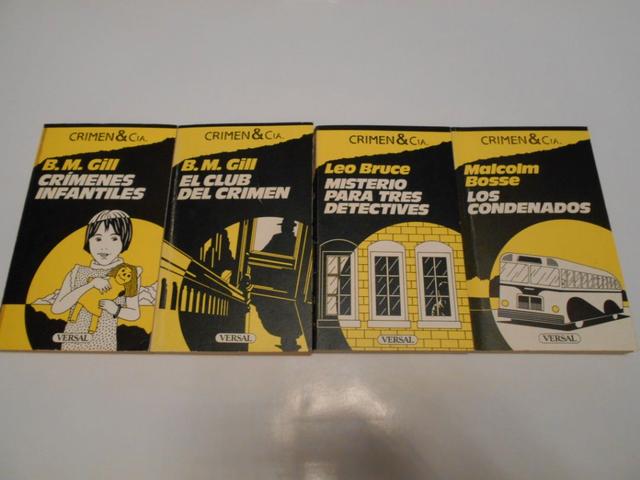 CRIMEN&CIA.
B. M. Gill
CRÍMENES
INFANTILES
VERSAL
CRIMEN&CIA.
B. M. Gill
EL CLUB
DEL CRIMEN
VERSAL
CRIMEN&CIA.
Leo Bruce
MISTERIO
PARA TRES
DETECTIVES
VERSAL
CRIMEN&CIA.
Malcolm
Bosse
LOS
CONDENADOS
VERSAL